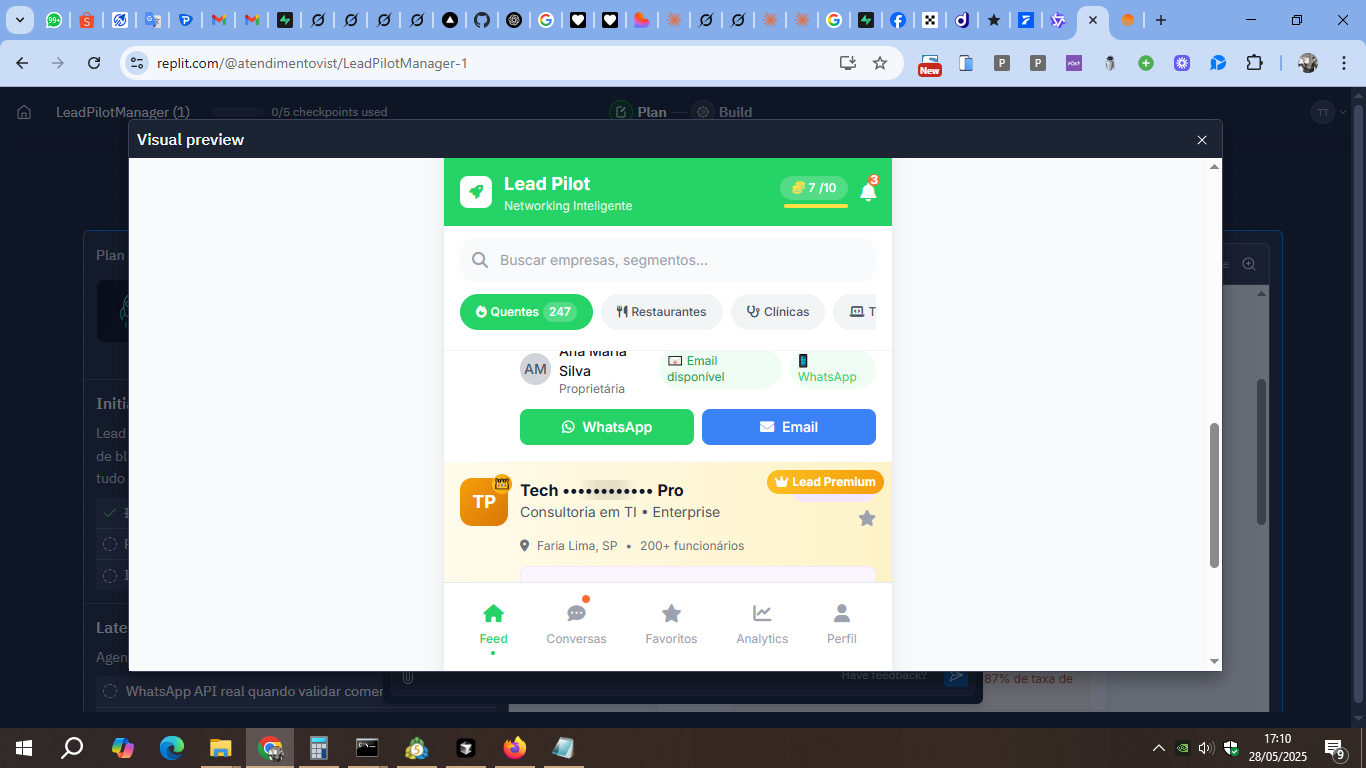 99+
replit.com/@atendimentovist/LeadPilotManager-1
New
LeadPilotManager (1)
0/5 checkpoints used
Plan
Build
TT
Visual preview
Lead Pilot
Networking Inteligente
7 /10
3
Buscar empresas, segmentos...
Quentes 247
Restaurantes
Clínicas
T
AM
Ana Maria
Silva
Proprietária
Email
disponível
WhatsApp
WhatsApp
Email
TP
Tech •••••••••••• Pro
Lead Premium
Consultoria em TI • Enterprise
Faria Lima, SP • 200+ funcionários
Feed
Conversas
Favoritos
Analytics
Perfil
Plan
Initia
Lead
de bl
tudo
Late
Agen
WhatsApp API real quando validar comer
Have feedback?
87% de taxa de
17:10
28/05/2025
9